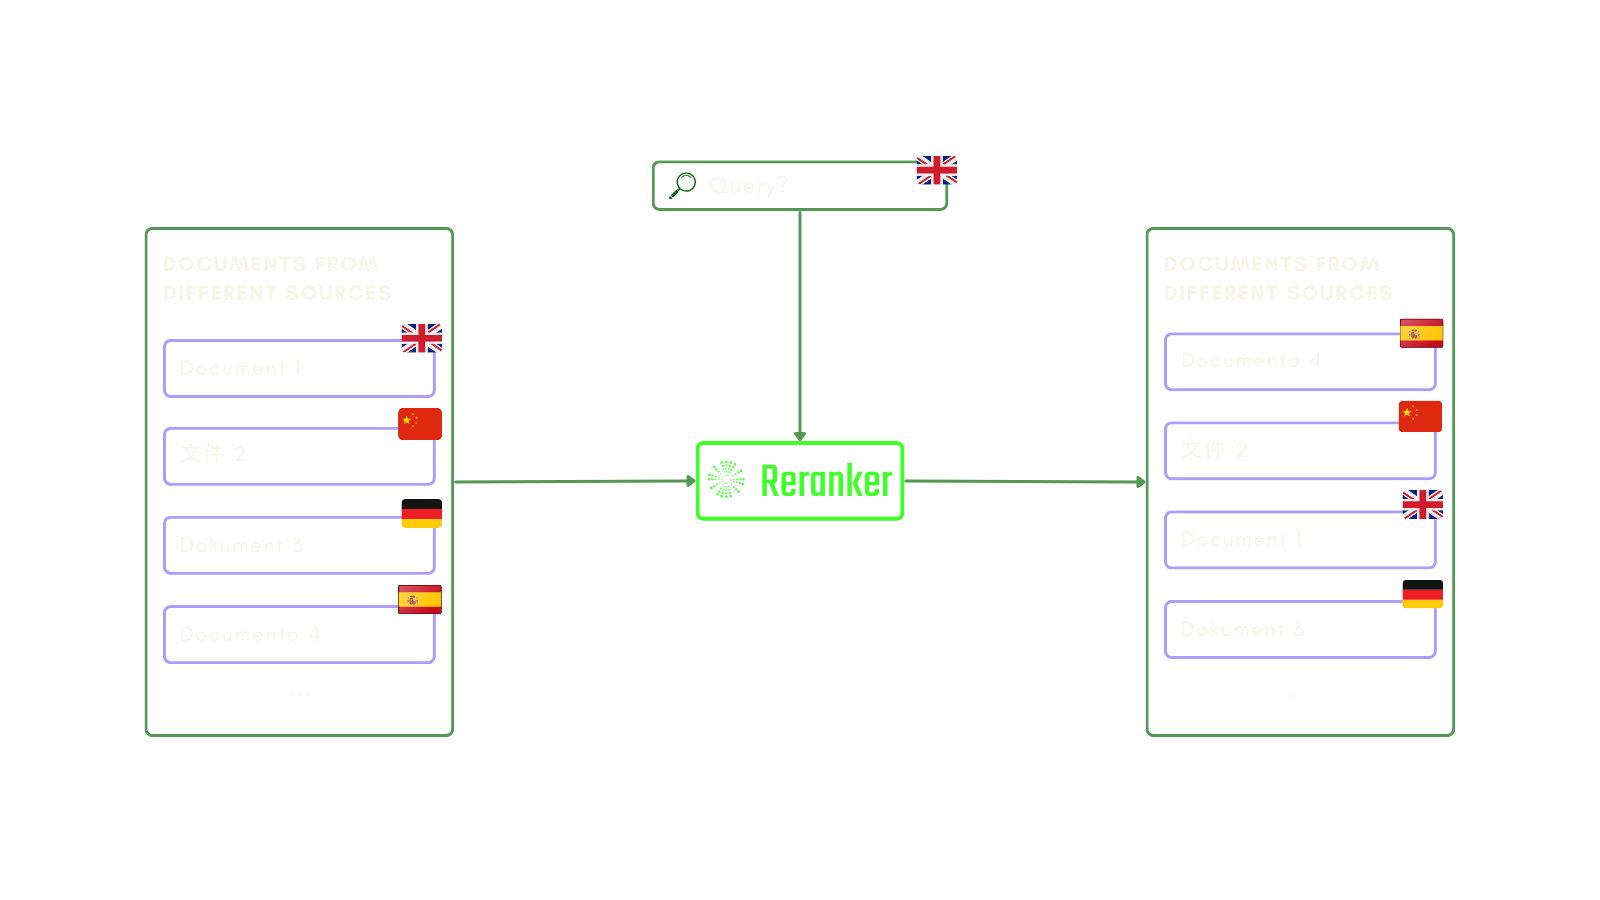 Query?
DOCUMENTS FROM
DIFFERENT SOURCES
Document 1
文件 2
Dokument 3
Documento 4
...
Reranker
DOCUMENTS FROM
DIFFERENT SOURCES
Documento 4
文件 2
Document 1
Dokument 3
...